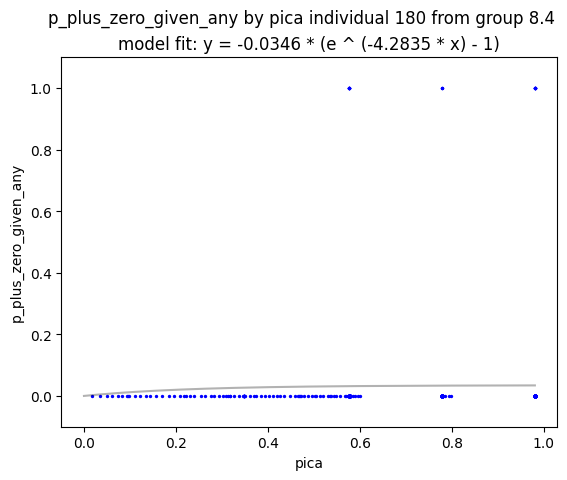 p_plus_zero_given_any by pica individual 180 from group 8.4
model fit: y = -0.0346 * (e ^ (-4.2835 * x) - 1)
1.0
0.8
0.6
0.4
0.2
0.0
p_plus_zero_given_any
0.0 0.2 0.4 0.6 0.8 1.0
pica